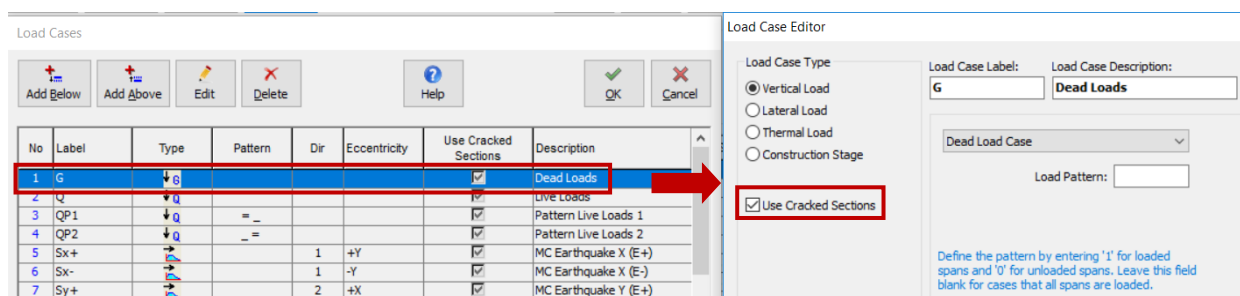 Load Cases
Add Below Add Above Edit Delete Help OK Cancel
No Label Type Pattern Dir Eccentricity Use Cracked Sections Description
1 G G Dead Loads
2 Q Q Live Loads
3 QP1 Q = _ Pattern Live Loads 1
4 QP2 Q _ = Pattern Live Loads 2
5 Sx+ 1 +Y MC Earthquake X (E+)
6 Sx- 1 -Y MC Earthquake X (E-)
7 Sy+ 2 +X MC Earthquake Y (E+)
Load Case Editor
Load Case Type
Vertical Load
Lateral Load
Thermal Load
Construction Stage
Use Cracked Sections
Load Case Label: Load Case Description:
G Dead Loads
Dead Load Case
Load Pattern:
Define the pattern by entering '1' for loaded
spans and '0' for unloaded spans. Leave this field
blank for cases that all spans are loaded.